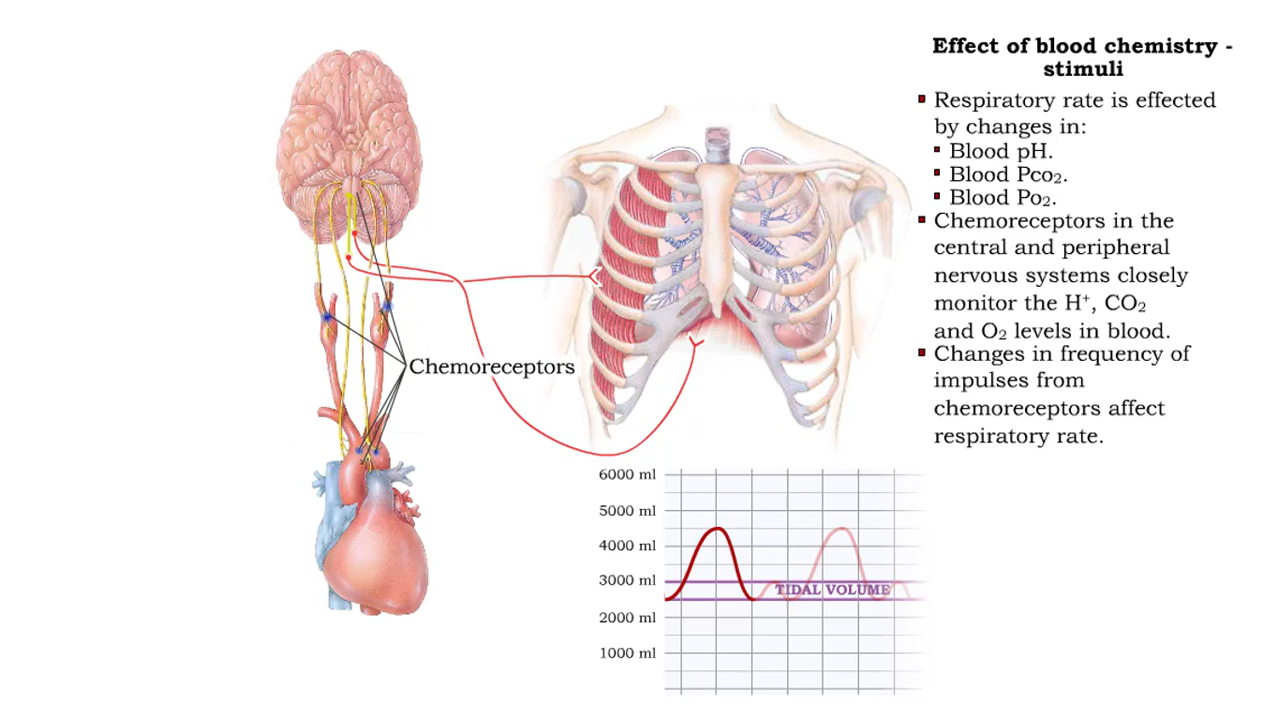 Effect of blood chemistry -
stimuli
▪ Respiratory rate is effected
by changes in:
▪ Blood pH.
▪ Blood Pco₂.
▪ Blood Po₂.
▪ Chemoreceptors in the
central and peripheral
nervous systems closely
monitor the H⁺, CO₂
and O₂ levels in blood.
▪ Changes in frequency of
impulses from
chemoreceptors affect
respiratory rate.
Chemoreceptors
6000 ml
5000 ml
4000 ml
3000 ml
TIDAL VOLUME
2000 ml
1000 ml